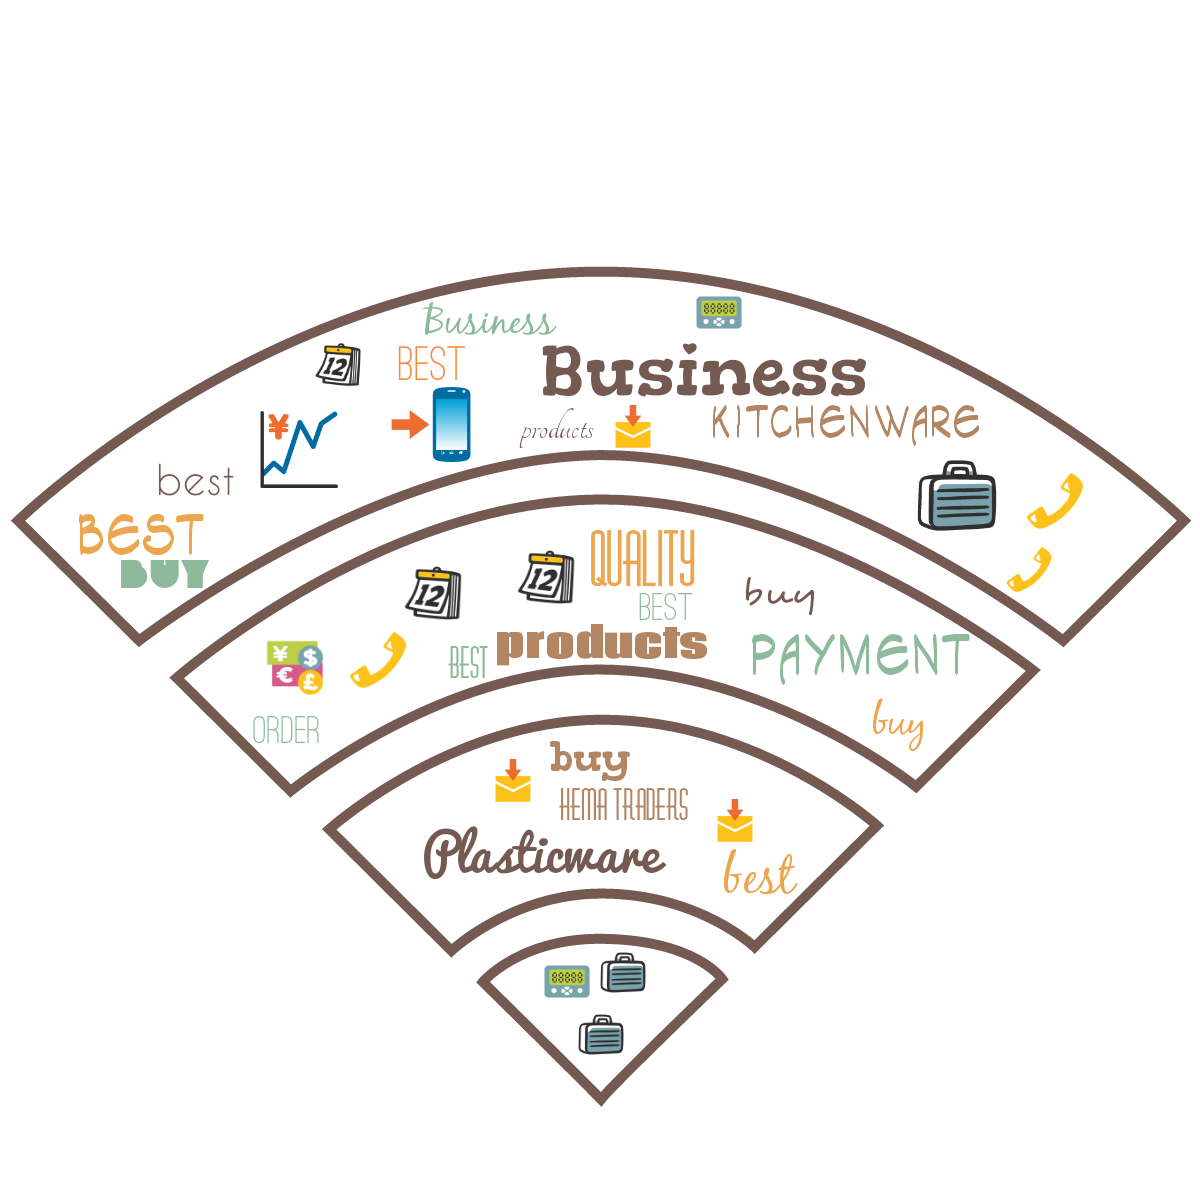 Business
BEST
Business
12
products
KITCHENWARE
¥
best
BEST
BUY
QUALITY
12
12
BEST
buy
products
PAYMENT
BEST
¥
$
€
£
ORDER
buy
buy
HEMA TRADERS
Plasticware
best